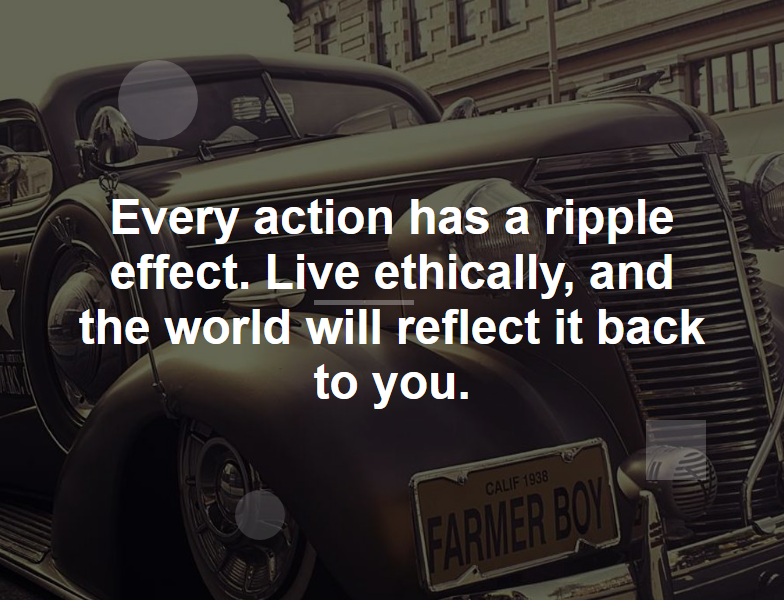 Every action has a ripple
effect. Live ethically, and
the world will reflect it back
to you.
CALIF 1938
FARMER BOY